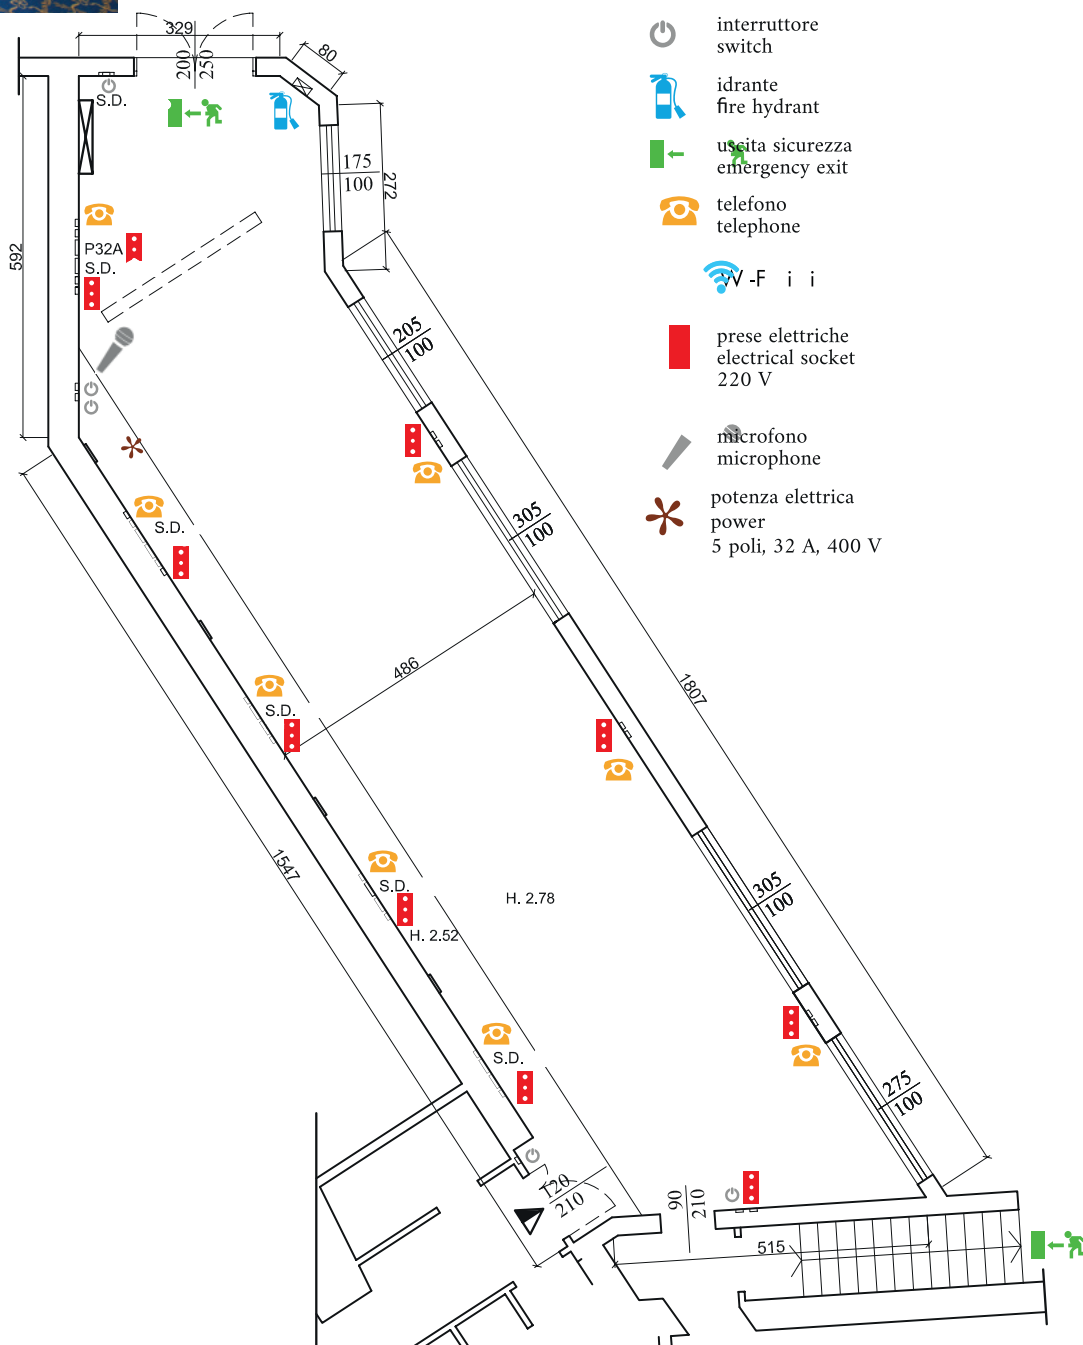 329
80
200
250
S.D.
175
100
272
592
P32A
S.D.
205
100
S.D.
305
100
486
S.D.
1807
1547
S.D.
H. 2.78
H. 2.52
305
100
S.D.
275
100
120
210
90
210
515
interruttore
switch
idrante
fire hydrant
uscita sicurezza
emergency exit
telefono
telephone
W-F i i
prese elettriche
electrical socket
220 V
microfono
microphone
potenza elettrica
power
5 poli, 32 A, 400 V